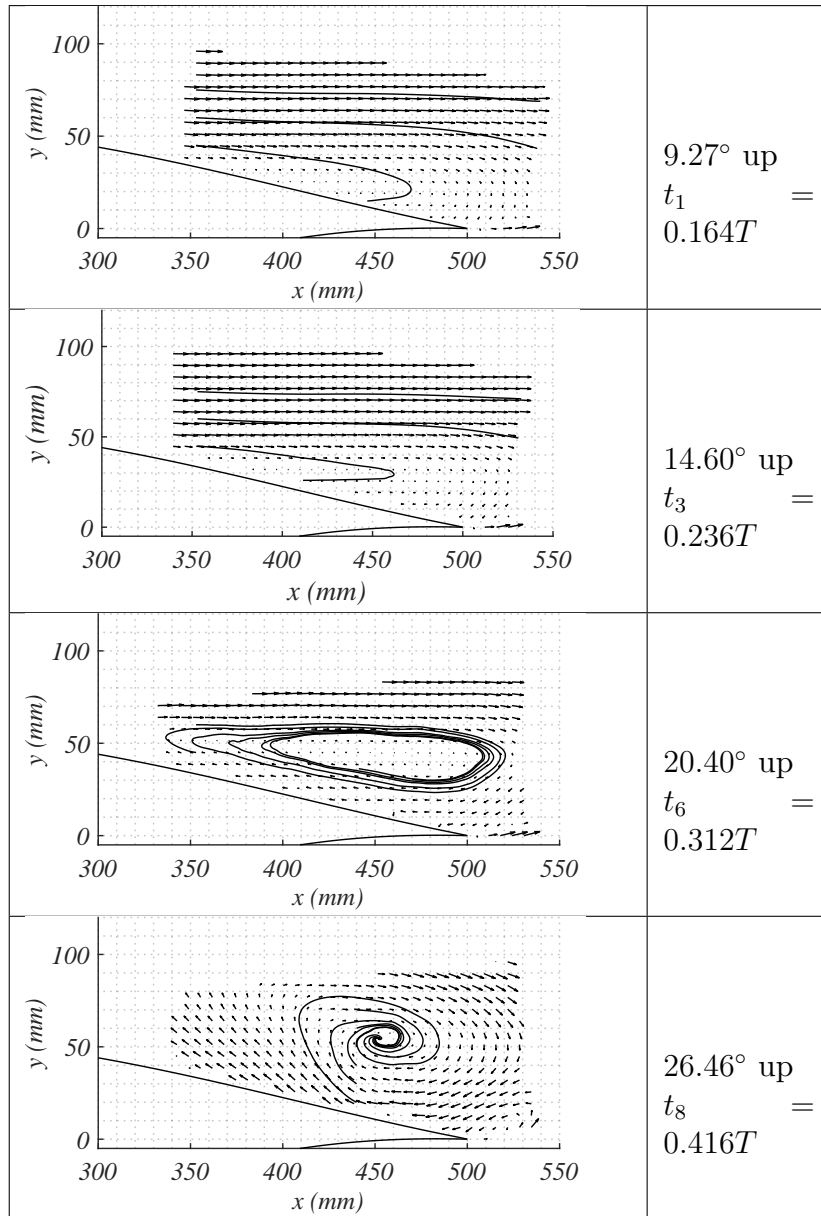 100
50
0
y (mm)
300 350 400 450 500 550
x (mm)
9.27° up
t₁ =
0.164T
100
50
0
y (mm)
300 350 400 450 500 550
x (mm)
14.60° up
t₃ =
0.236T
100
50
0
y (mm)
300 350 400 450 500 550
x (mm)
20.40° up
t₆ =
0.312T
100
50
0
y (mm)
300 350 400 450 500 550
x (mm)
26.46° up
t₈ =
0.416T